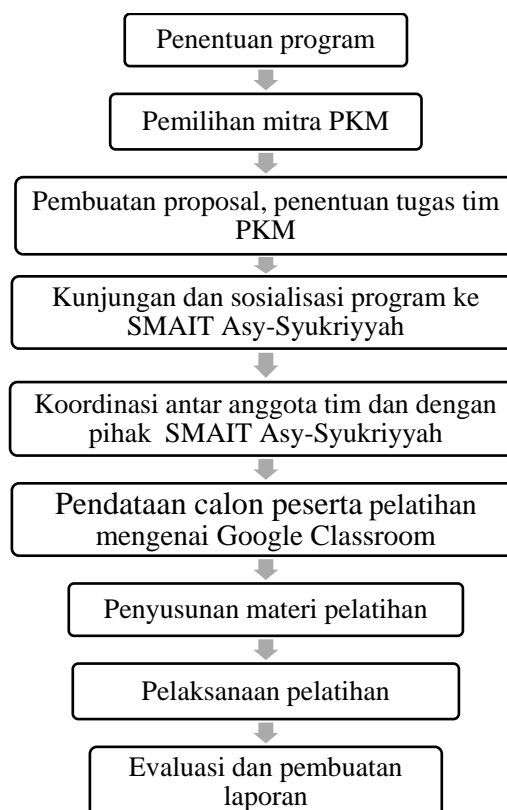 Penentuan program
Pemilihan mitra PKM
Pembuatan proposal, penentuan tugas tim
PKM
Kunjungan dan sosialisasi program ke
SMAIT Asy-Syukriyyah
Koordinasi antar anggota tim dan dengan
pihak SMAIT Asy-Syukriyyah
Pendataan calon peserta pelatihan
mengenai Google Classroom
Penyusunan materi pelatihan
Pelaksanaan pelatihan
Evaluasi dan pembuatan
laporan